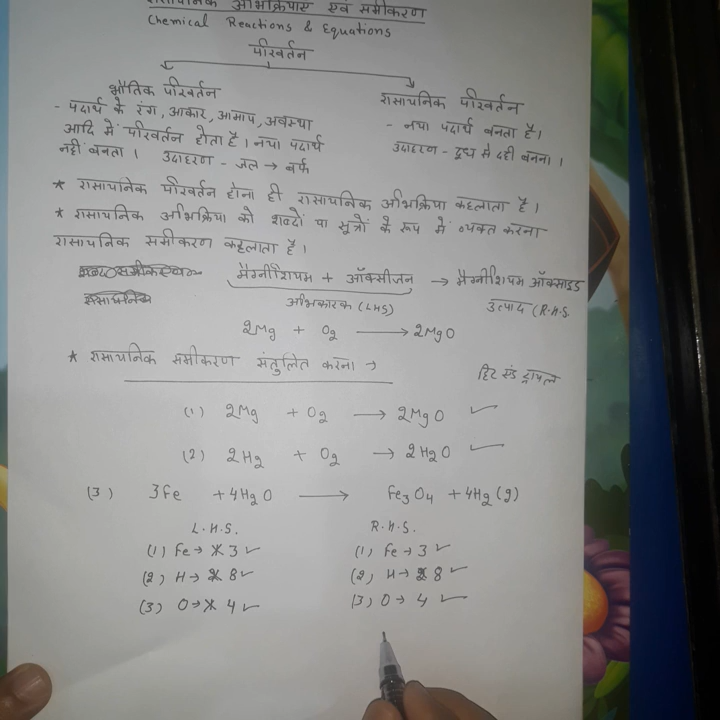 रासायनिक अभिक्रियाएं एवं समीकरण
Chemical Reactions & Equations
परिवर्तन
भौतिक परिवर्तन
- पदार्थ के रंग, आकार, आमाप, अवस्था
आदि में परिवर्तन होता है। नया पदार्थ
नहीं बनता। उदाहरण - जल → बर्फ
रासायनिक परिवर्तन
- नया पदार्थ बनता है।
उदाहरण - दूध से दही बनना।
* रासायनिक परिवर्तन होना ही रासायनिक अभिक्रिया कहलाता है।
* रासायनिक अभिक्रिया को शब्दों या सूत्रों के रूप में व्यक्त करना
रासायनिक समीकरण कहलाता है।
मैग्नीशियम + ऑक्सीजन → मैग्नीशियम ऑक्साइड
अभिकारक (LHS) उत्पाद (R.H.S.
2Mg + O2 → 2MgO
* रासायनिक समीकरण संतुलित करना →
हिट एंड ट्रायल
(1) 2Mg + O2 → 2MgO ✓
(2) 2H2 + O2 → 2H2O ✓
(3) 3Fe + 4H2O → Fe3O4 + 4H2(g)
L.H.S. R.H.S.
(1) Fe → 3 ✓ (1) Fe → 3 ✓
(2) H → 8 ✓ (2) H → 8 ✓
(3) O → 4 ✓ (3) O → 4 ✓